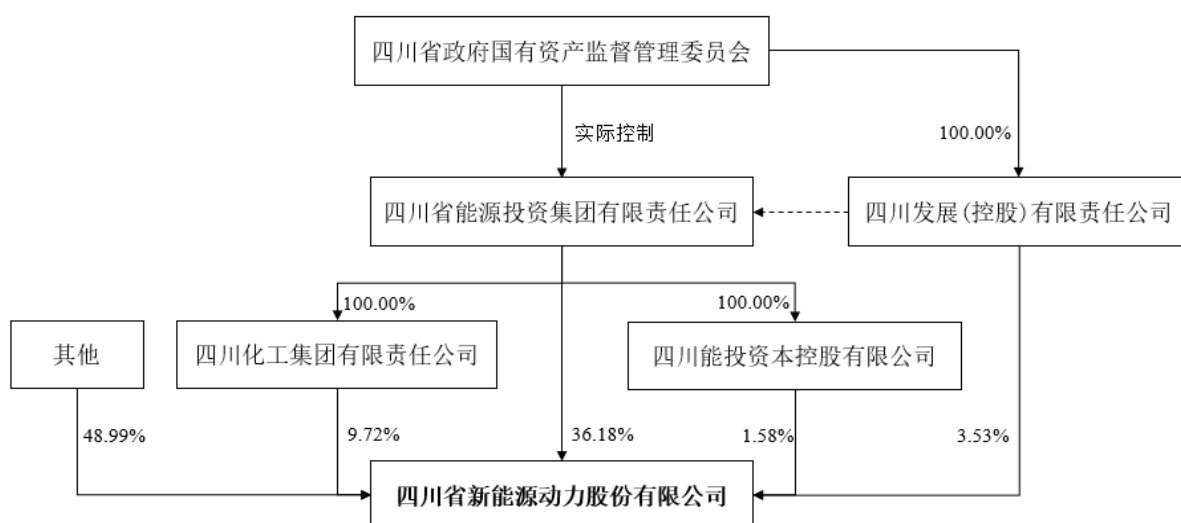 四川省政府国有资产监督管理委员会
实际控制
100.00%
四川省能源投资集团有限责任公司
四川发展(控股)有限责任公司
100.00%
100.00%
其他
四川化工集团有限责任公司
四川能投资本控股有限公司
48.99%
9.72%
36.18%
1.58%
3.53%
四川省新能源动力股份有限公司